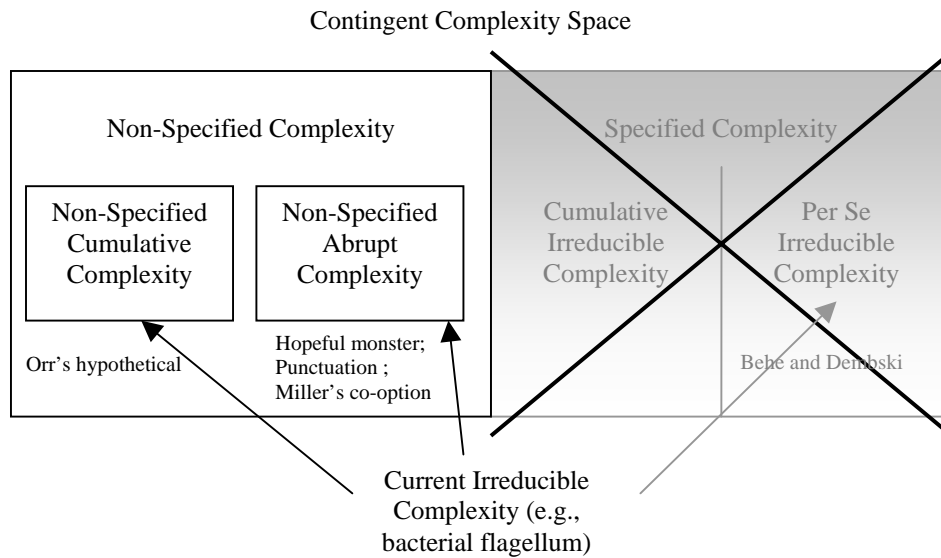 Contingent Complexity Space
Non-Specified Complexity
Specified Complexity
Non-Specified
Cumulative
Complexity
Non-Specified
Abrupt
Complexity
Cumulative
Irreducible
Complexity
Per Se
Irreducible
Complexity
Orr's hypothetical
Hopeful monster;
Punctuation ;
Miller's co-option
Behe and Dembski
Current Irreducible
Complexity (e.g.,
bacterial flagellum)